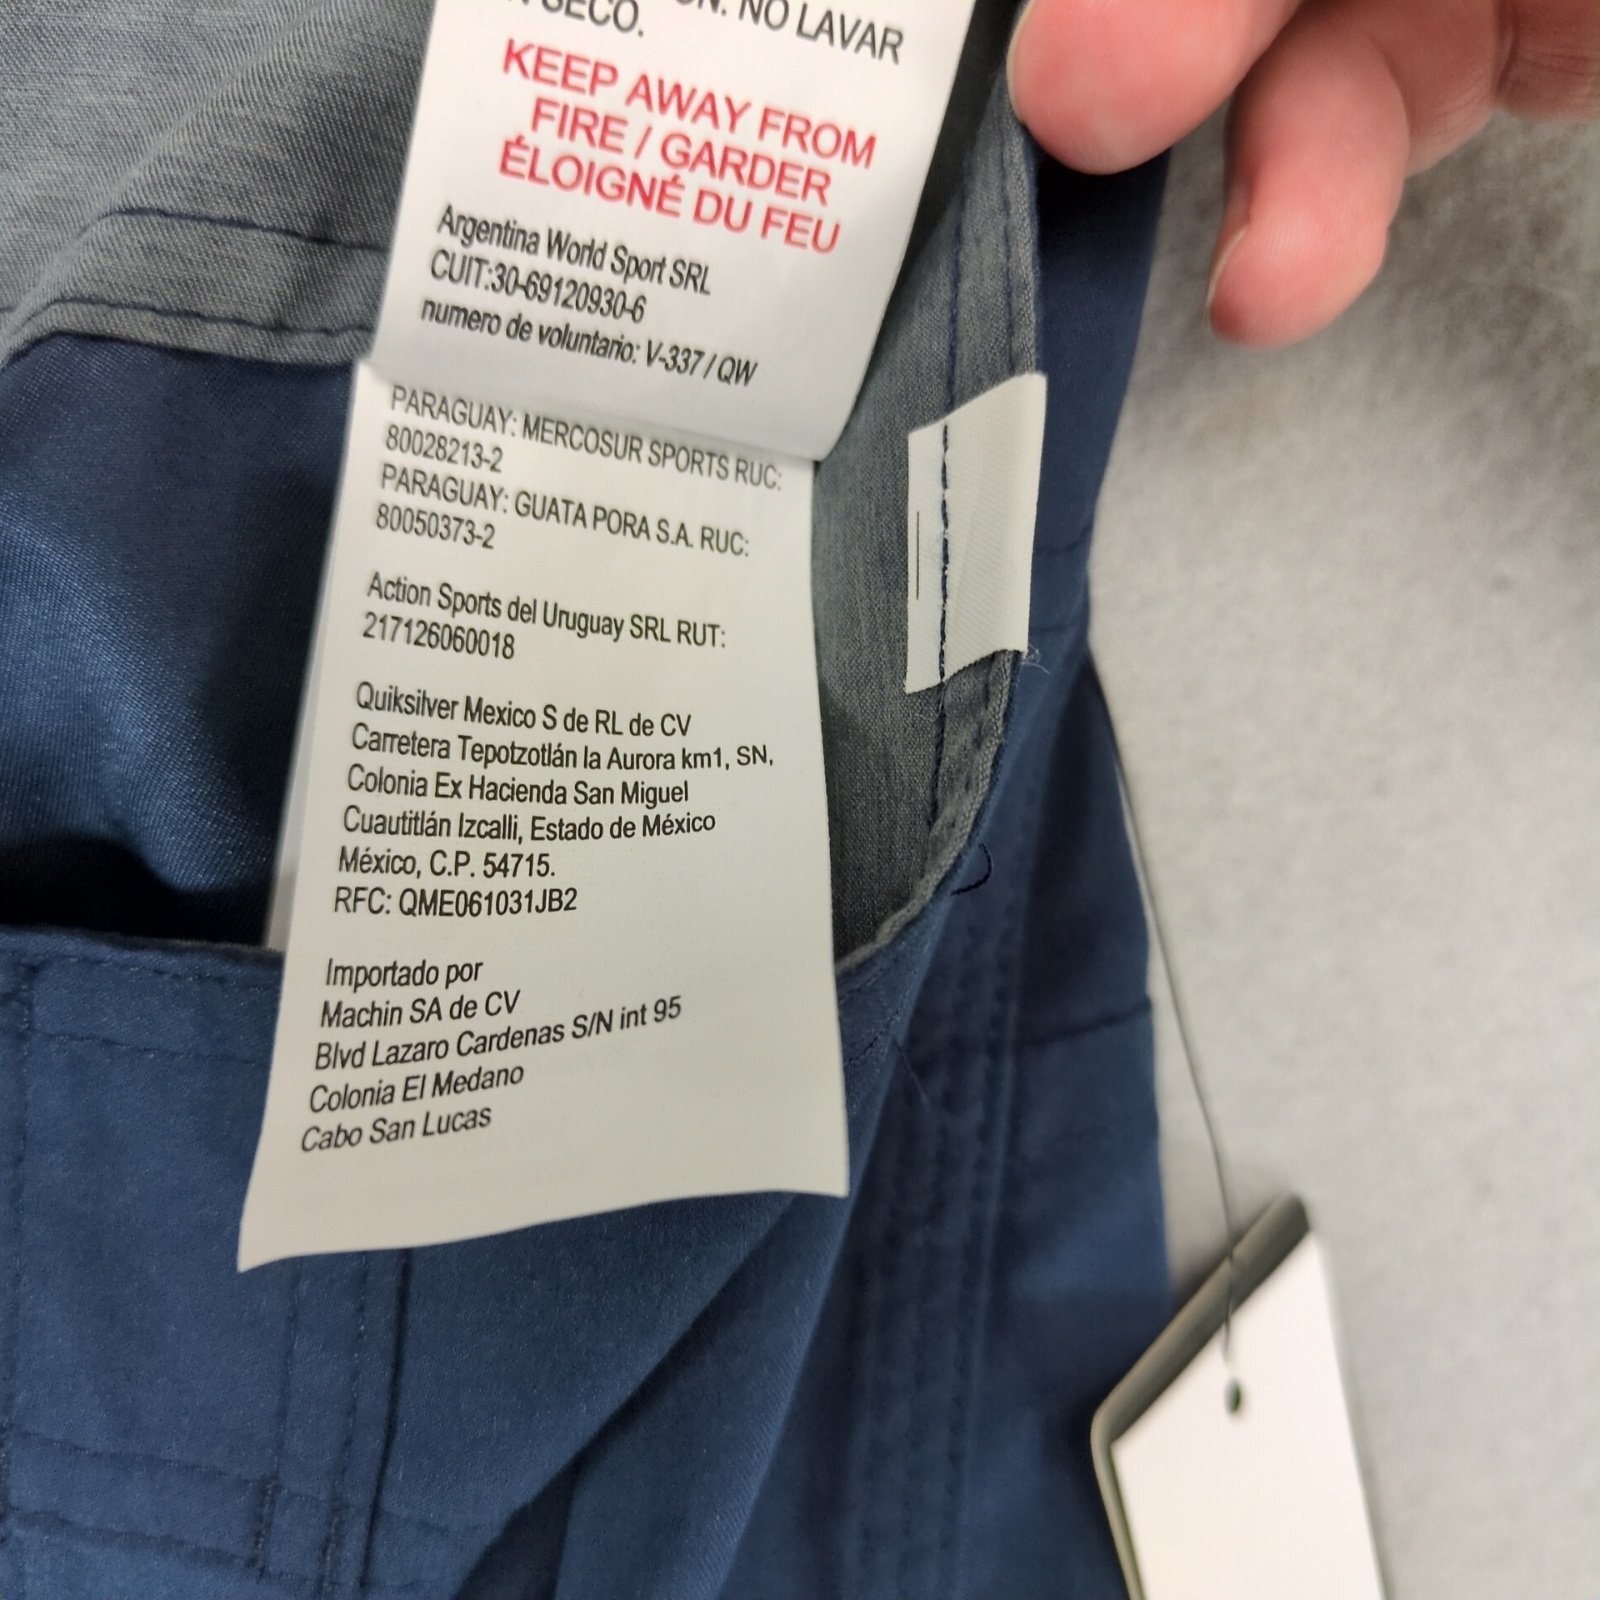 NO LAVAR
SECO.
KEEP AWAY FROM
FIRE / GARDER
ÉLOIGNÉ DU FEU
Argentina World Sport SRL
CUIT:30-69120930-6
numero de voluntario: V-337 / QW
PARAGUAY: MERCOSUR SPORTS RUC:
80028213-2
PARAGUAY: GUATA PORA S.A. RUC:
80050373-2
Action Sports del Uruguay SRL RUT:
217126060018
Quiksilver Mexico S de RL de CV
Carretera Tepotzotlán la Aurora km1, SN,
Colonia Ex Hacienda San Miguel
Cuautitlán Izcalli, Estado de México
México, C.P. 54715.
RFC: QME061031JB2
Importado por
Machin SA de CV
Blvd Lazaro Cardenas S/N int 95
Colonia El Medano
Cabo San Lucas